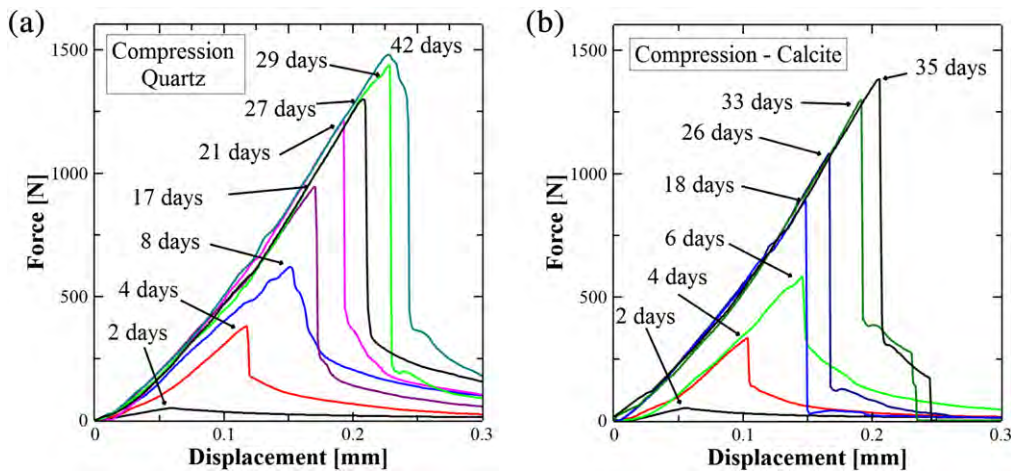 (a)
Compression
Quartz
42 days
29 days
27 days
21 days
17 days
8 days
4 days
2 days
1500
1000
500
0
0
0.1
0.2
0.3
Force [N]
Displacement [mm]
(b)
Compression - Calcite
35 days
33 days
26 days
18 days
6 days
4 days
2 days
1500
1000
500
0
0
0.1
0.2
0.3
Force [N]
Displacement [mm]